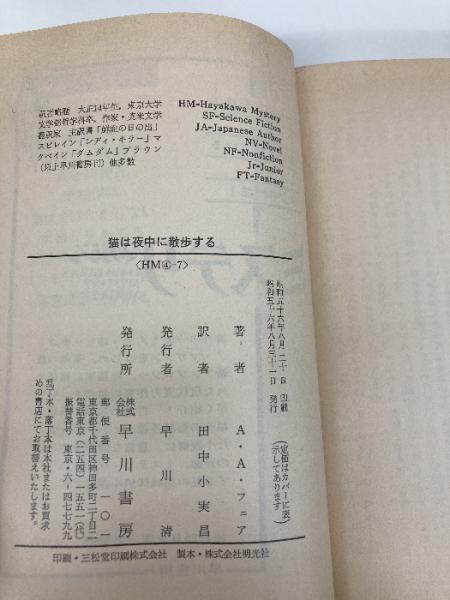 訳者略歴 大正14年生，東京大学
文学部哲学科卒，作家・英米文学
翻訳家 主訳書「鮮血の日の出」
スピレイン「レディ・キラー」マ
クベイン「ダムダム」ブラウン
（以上早川書房刊）他多数
HM=Hayakawa Mystery
SF=Science Fiction
JA=Japanese Author
NV=Novel
NF=Nonfiction
Jr=Junior
FT=Fantasy
猫は夜中に散歩する
〈HM④-7〉
昭和五十六年八月二十日 印刷
昭和五十六年八月三十一日 発行
（定価はカバーに表
示してあります）
著者 A・A・フェア
訳者 田中小実昌
発行者 早川清
発行所 株式会社 早川書房
郵便番号 一〇一
東京都千代田区神田多町二丁目二
電話東京（二五四）一五五一（代）
振替番号 東京・六-四七七九九
乱丁本・落丁本は本社またはお買求
めの書店にてお取替えいたします。
印刷・三松堂印刷株式会社 製本・株式会社明光社